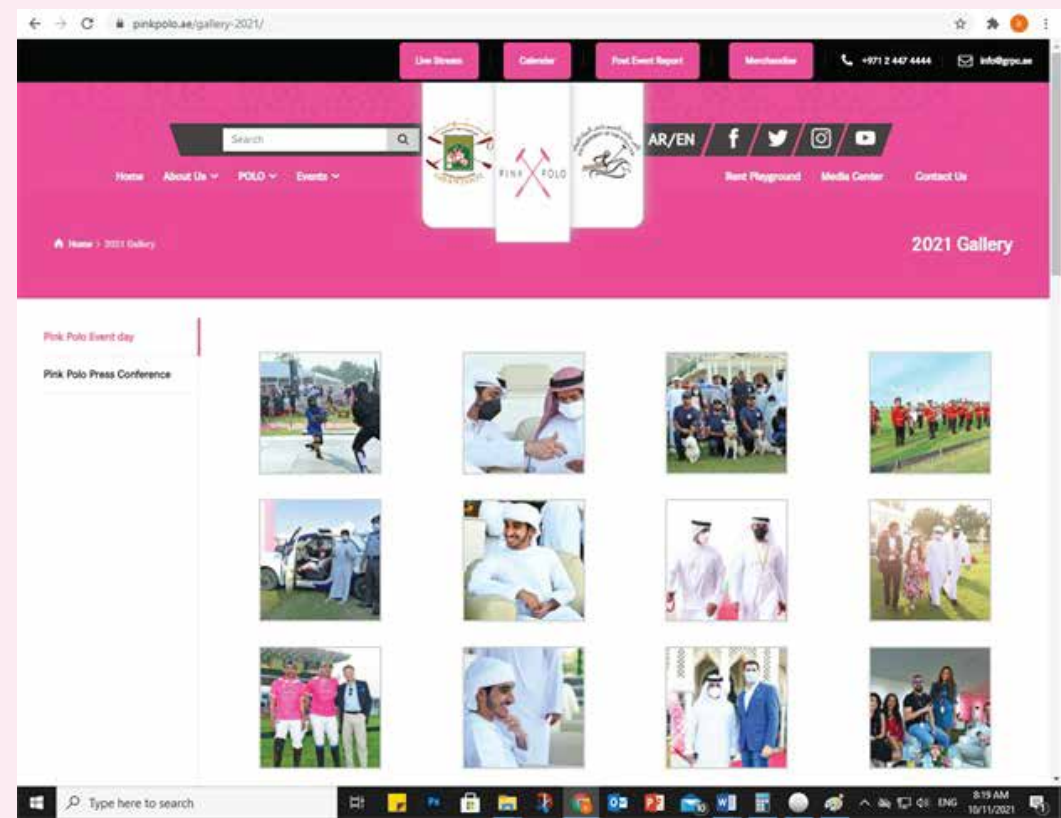 pinkpolo.ae/gallery-2021/
Live Stream
Calendar
Post Event Report
Merchandise
+971 2 447 4444
info@grpc.ae
Search
AR/EN
PINK POLO
Home
About Us
POLO
Events
Rent Playground
Media Center
Contact Us
Home > 2021 Gallery
2021 Gallery
Pink Polo Event day
Pink Polo Press Conference
Type here to search
ENG
8:19 AM
10/11/2021